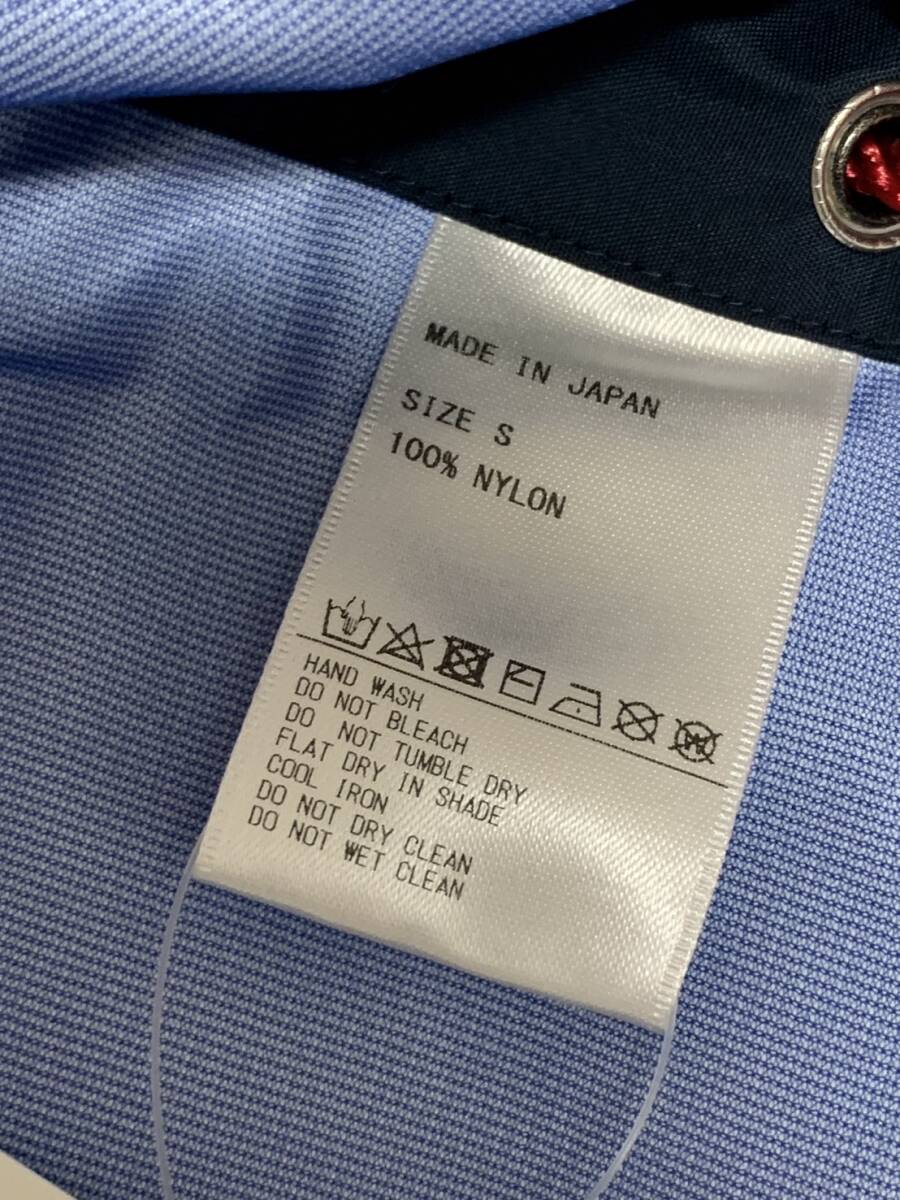 MADE IN JAPAN
SIZE S
100% NYLON
HAND WASH
DO NOT BLEACH
DO NOT TUMBLE DRY
FLAT DRY IN SHADE
COOL IRON
DO NOT DRY CLEAN
DO NOT WET CLEAN